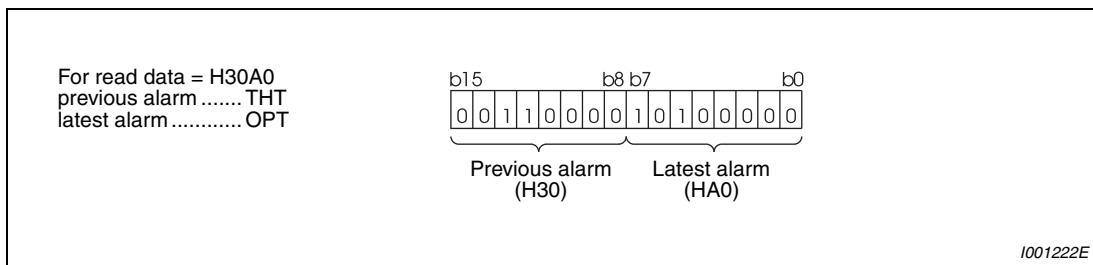 For read data = H30A0
previous alarm ....... THT
latest alarm ............ OPT
b15 b8 b7 b0
0 0 1 1 0 0 0 0 1 0 1 0 0 0 0 0
Previous alarm Latest alarm
(H30) (HA0)
I001222E